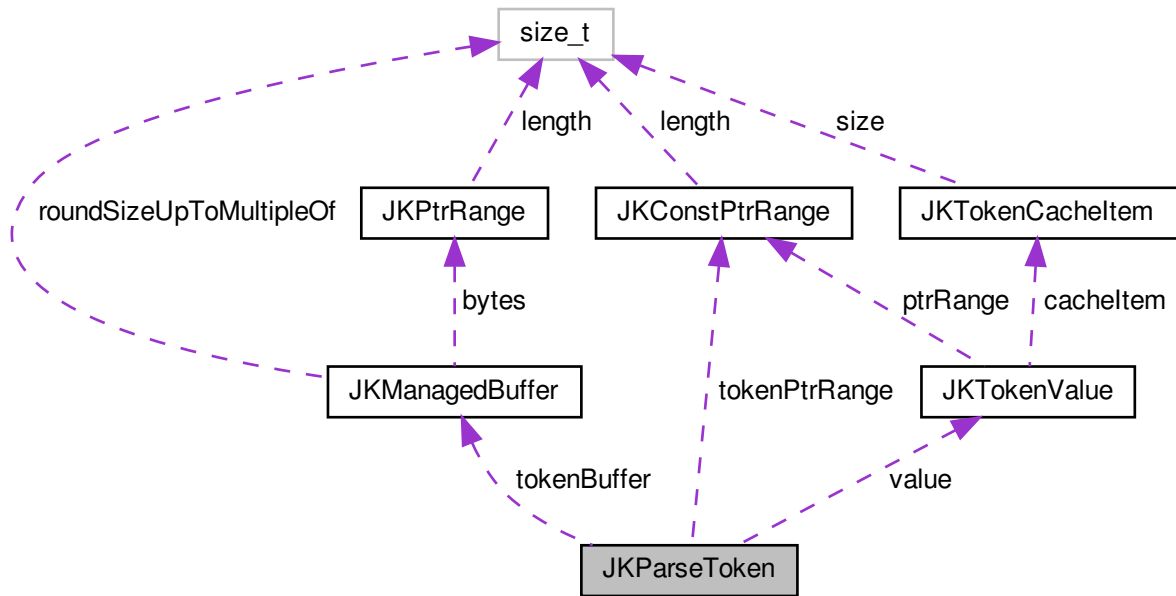 size_t
length
length
size
roundSizeUpToMultipleOf
JKPtrRange
JKConstPtrRange
JKTokenCacheItem
bytes
ptrRange
cacheItem
JKManagedBuffer
tokenPtrRange
JKTokenValue
tokenBuffer
value
JKParseToken